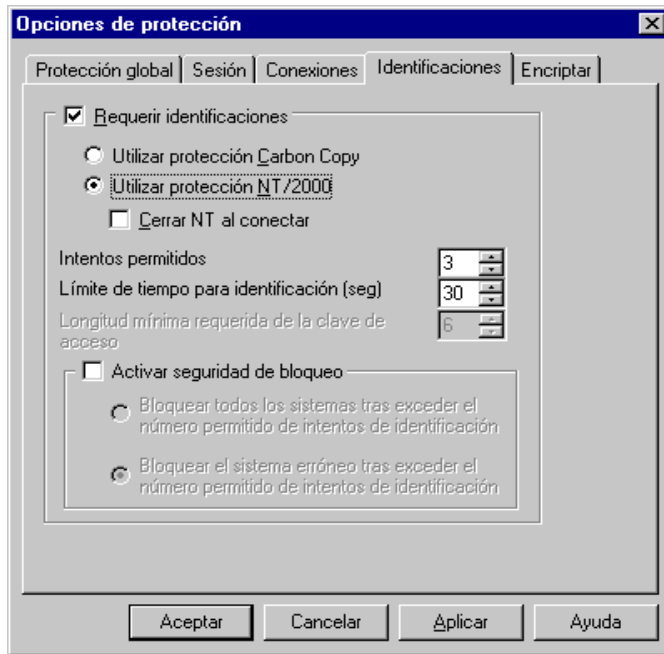 Opciones de protección
Protección global
Sesión
Conexiones
Identificaciones
Encriptar
Requerir identificaciones
Utilizar protección Carbon Copy
Utilizar protección NT/2000
Cerrar NT al conectar
Intentos permitidos
3
Límite de tiempo para identificación (seg)
30
Longitud mínima requerida de la clave de
acceso
6
Activar seguridad de bloqueo
Bloquear todos los sistemas tras exceder el
número permitido de intentos de identificación
Bloquear el sistema erróneo tras exceder el
número permitido de intentos de identificación
Aceptar
Cancelar
Aplicar
Ayuda